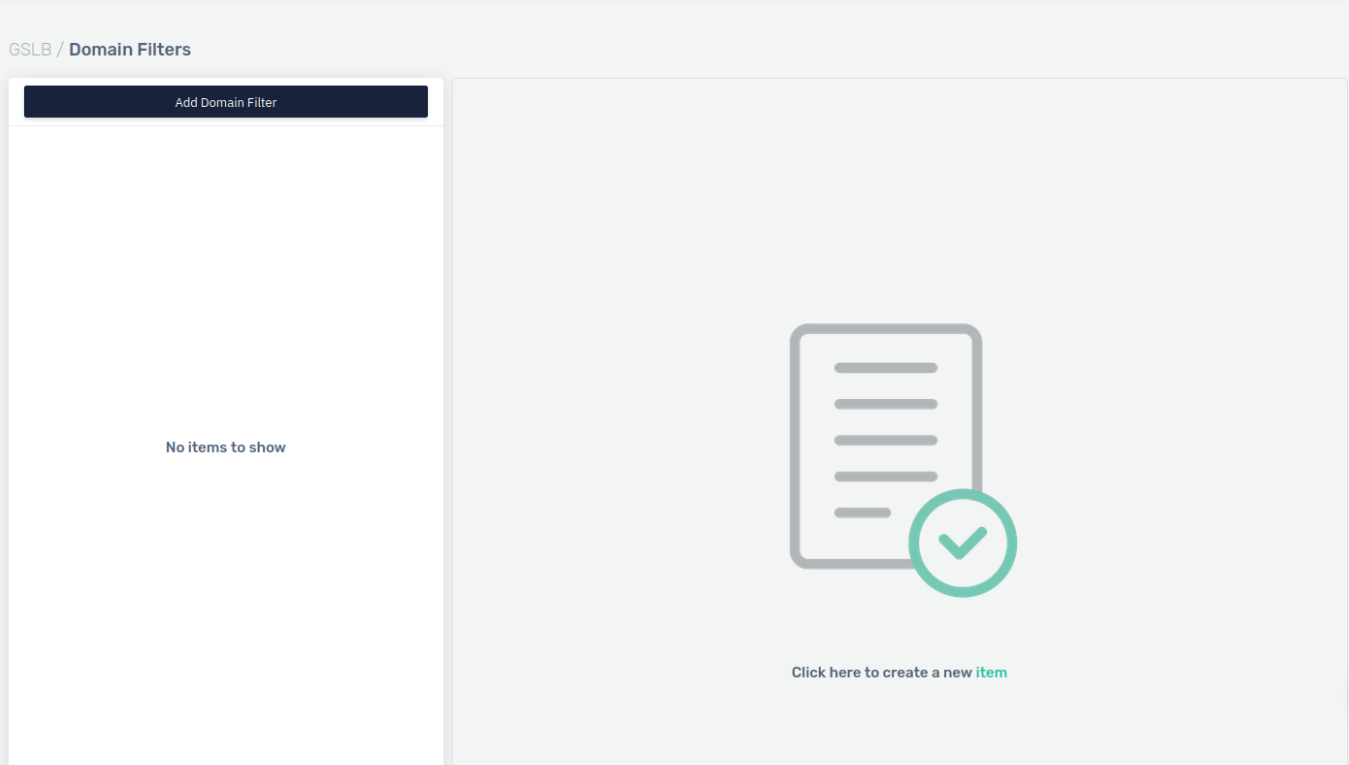 GSLB / Domain Filters
Add Domain Filter
No items to show
Click here to create a new item